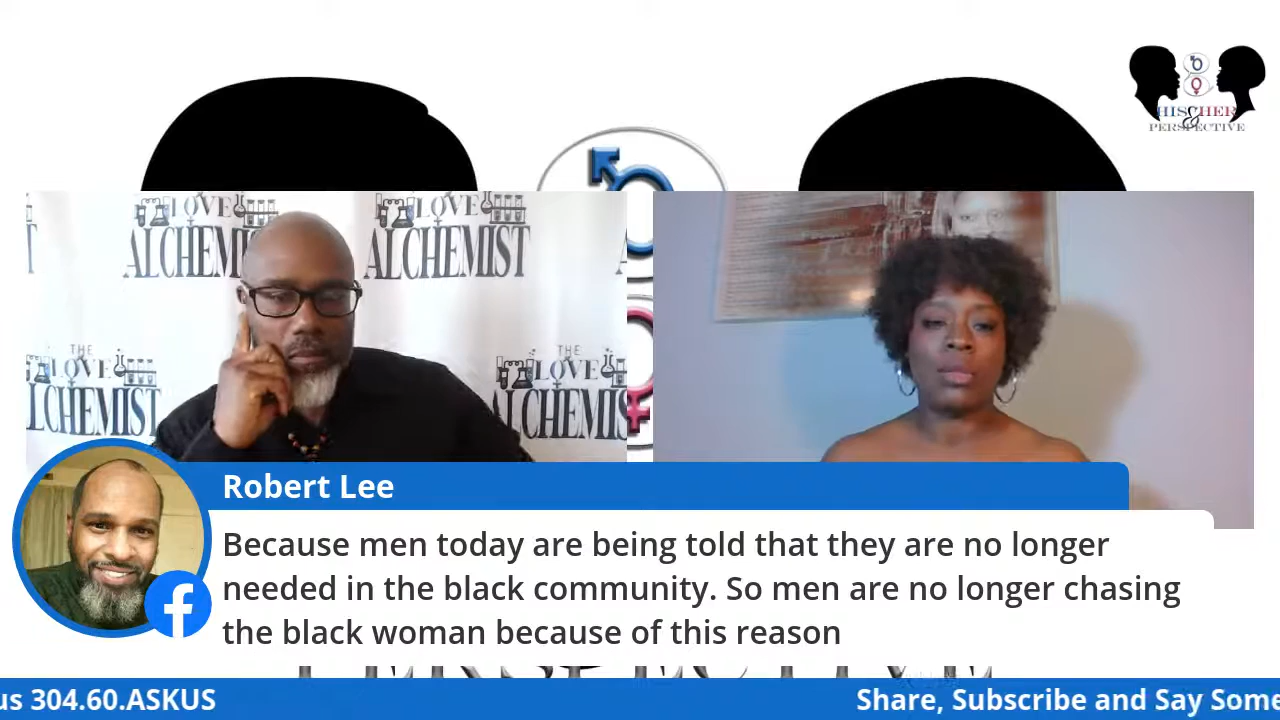 HIS & HER
PERSPECTIVE
LOVE
ALCHEMIST
LOVE
ALCHEMIST
THE
LOVE
ALCHEMIST
THE
LOVE
ALCHEMIST
Robert Lee
Because men today are being told that they are no longer
needed in the black community. So men are no longer chasing
the black woman because of this reason
us 304.60.ASKUS
Share, Subscribe and Say Some